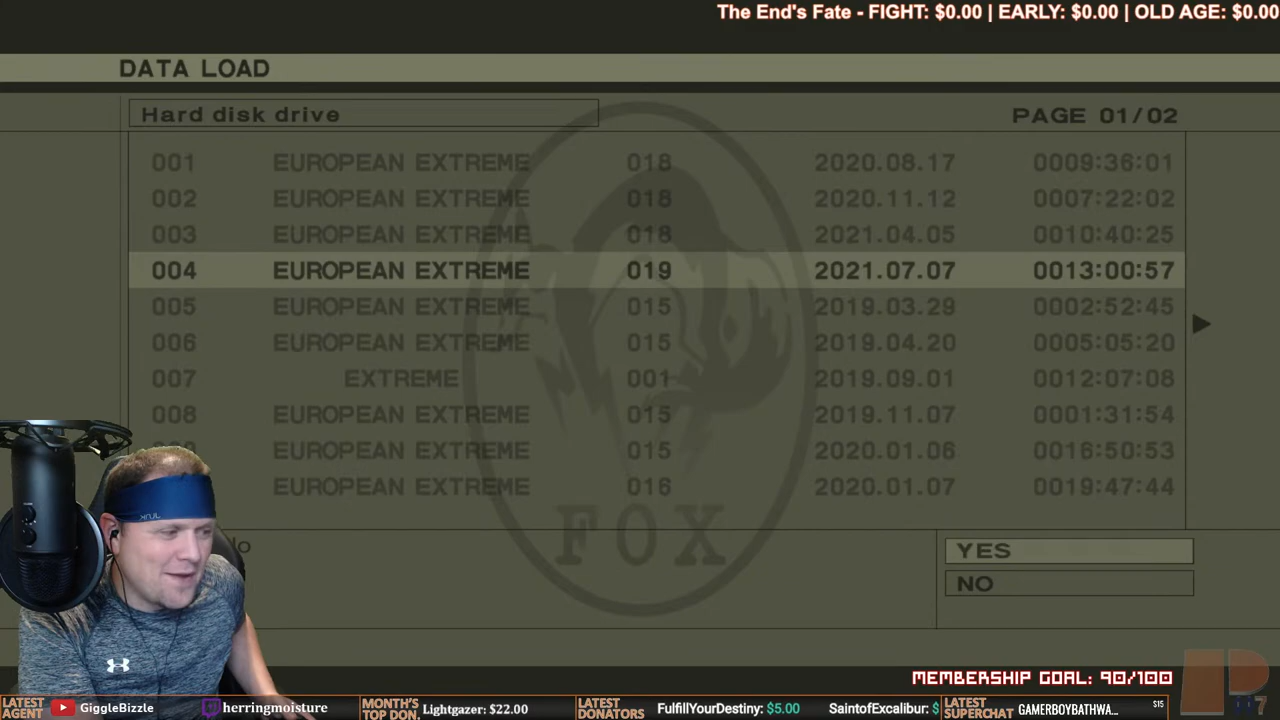 The End's Fate - FIGHT: $0.00 | EARLY: $0.00 | OLD AGE: $0.00
DATA LOAD
Hard disk drive PAGE 01/02
001 EUROPEAN EXTREME 018 2020.08.17 0009:36:01
002 EUROPEAN EXTREME 018 2020.11.12 0007:22:02
003 EUROPEAN EXTREME 018 2021.04.05 0010:40:25
004 EUROPEAN EXTREME 019 2021.07.07 0013:00:57
005 EUROPEAN EXTREME 015 2019.03.29 0002:52:45
006 EUROPEAN EXTREME 015 2019.04.20 0005:05:20
007 EXTREME 001 2019.09.01 0012:07:08
008 EUROPEAN EXTREME 015 2019.11.07 0001:31:54
EUROPEAN EXTREME 015 2020.01.06 0016:50:53
EUROPEAN EXTREME 016 2020.01.07 0019:47:44
FOX
YES
NO
MEMBERSHIP GOAL: 90/100
LATEST AGENT GiggleBizzle herringmoisture MONTH'S TOP DON. Lightgazer: $22.00 LATEST DONATORS FulfillYourDestiny: $5.00 SaintofExcalibur: $ LATEST SUPERCHAT GAMERBOYBATHWA... $15